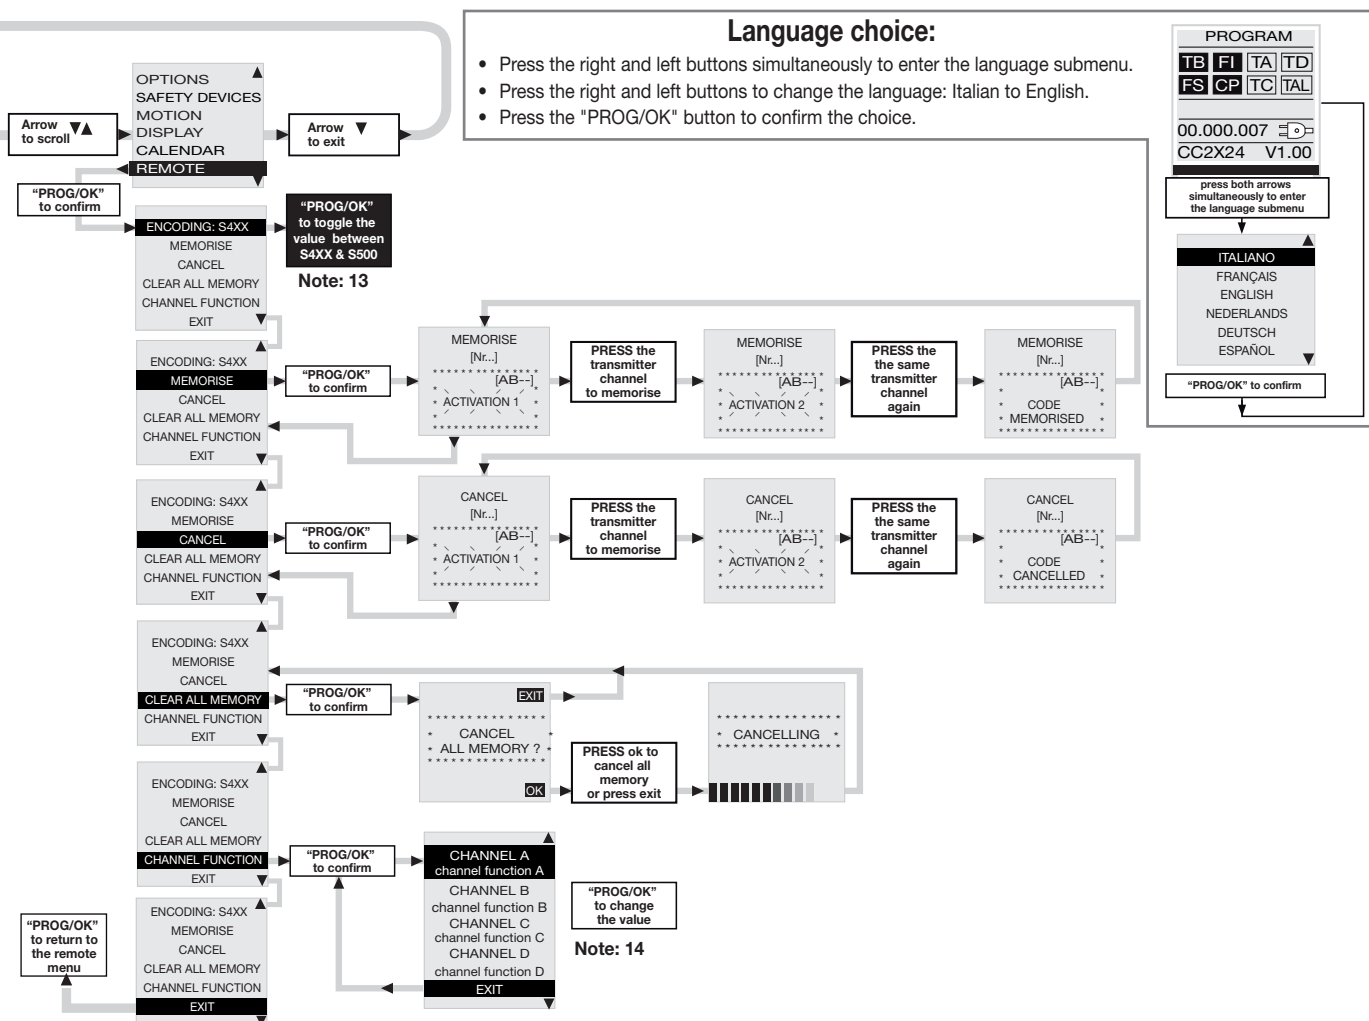 Language choice:
• Press the right and left buttons simultaneously to enter the language submenu.
• Press the right and left buttons to change the language: Italian to English.
• Press the "PROG/OK" button to confirm the choice.
PROGRAM
TB FI TA TD
FS CP TC TAL
00.000.007
CC2X24 V1.00
press both arrows
simultaneously to enter
the language submenu
ITALIANO
FRANÇAIS
ENGLISH
NEDERLANDS
DEUTSCH
ESPAÑOL
“PROG/OK” to confirm
Arrow ▼▲
to scroll
OPTIONS
SAFETY DEVICES
MOTION
DISPLAY
CALENDAR
REMOTE
Arrow ▼
to exit
“PROG/OK”
to confirm
ENCODING: S4XX
MEMORISE
CANCEL
CLEAR ALL MEMORY
CHANNEL FUNCTION
EXIT
“PROG/OK”
to toggle the
value between
S4XX & S500
Note: 13
ENCODING: S4XX
MEMORISE
CANCEL
CLEAR ALL MEMORY
CHANNEL FUNCTION
EXIT
“PROG/OK”
to confirm
MEMORISE
[Nr...]
[AB--]
ACTIVATION 1
PRESS the
transmitter
channel
to memorise
MEMORISE
[Nr...]
[AB--]
ACTIVATION 2
PRESS the
the same
transmitter
channel
again
MEMORISE
[Nr...]
[AB--]
CODE
MEMORISED
ENCODING: S4XX
MEMORISE
CANCEL
CLEAR ALL MEMORY
CHANNEL FUNCTION
EXIT
“PROG/OK”
to confirm
CANCEL
[Nr...]
[AB--]
ACTIVATION 1
PRESS the
transmitter
channel
to memorise
CANCEL
[Nr...]
[AB--]
ACTIVATION 2
PRESS the
the same
transmitter
channel
again
CANCEL
[Nr...]
[AB--]
CODE
CANCELLED
ENCODING: S4XX
MEMORISE
CANCEL
CLEAR ALL MEMORY
CHANNEL FUNCTION
EXIT
“PROG/OK”
to confirm
EXIT
CANCEL
ALL MEMORY ?
OK
PRESS ok to
cancel all
memory
or press exit
CANCELLING
ENCODING: S4XX
MEMORISE
CANCEL
CLEAR ALL MEMORY
CHANNEL FUNCTION
EXIT
“PROG/OK”
to confirm
CHANNEL A
channel function A
CHANNEL B
channel function B
CHANNEL C
channel function C
CHANNEL D
channel function D
EXIT
“PROG/OK”
to change
the value
Note: 14
“PROG/OK”
to return to
the remote
menu
ENCODING: S4XX
MEMORISE
CANCEL
CLEAR ALL MEMORY
CHANNEL FUNCTION
EXIT